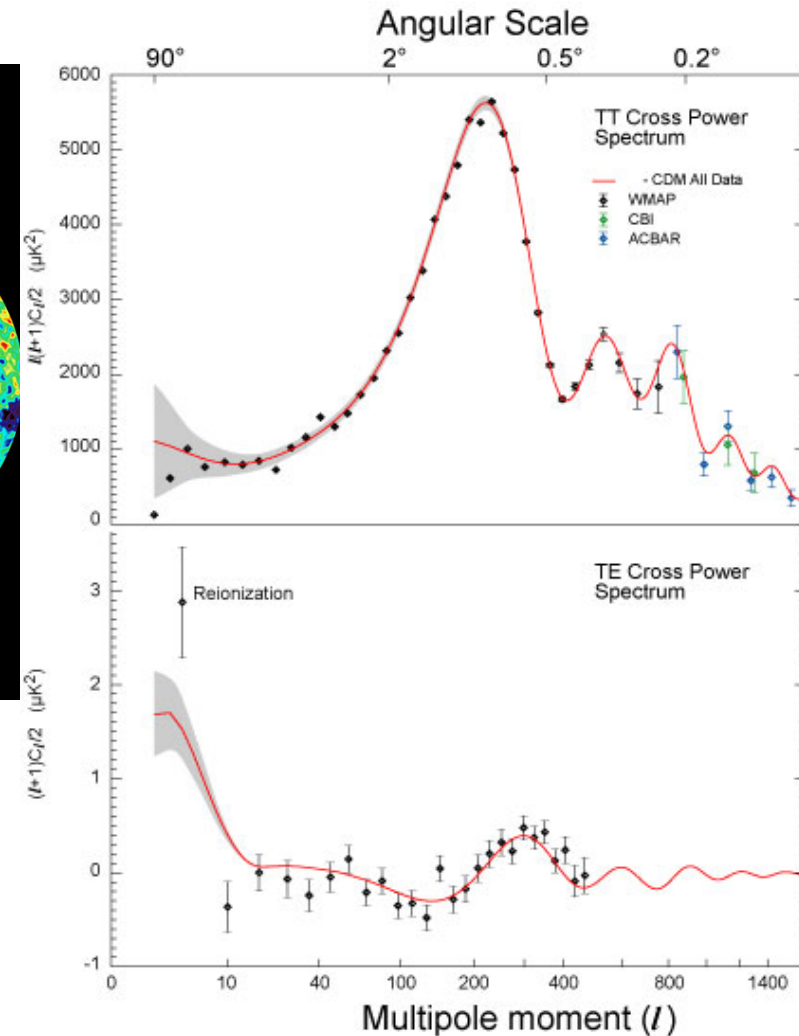 Angular Scale
90° 2° 0.5° 0.2°
6000
5000
4000
3000
2000
1000
0
l(l+1)Cl/2 (μK²)
TT Cross Power
Spectrum
- CDM All Data
WMAP
CBI
ACBAR
3
2
1
0
-1
(l+1)Cl/2 (μK²)
Reionization
TE Cross Power
Spectrum
0 10 40 100 200 400 800 1400
Multipole moment (l)